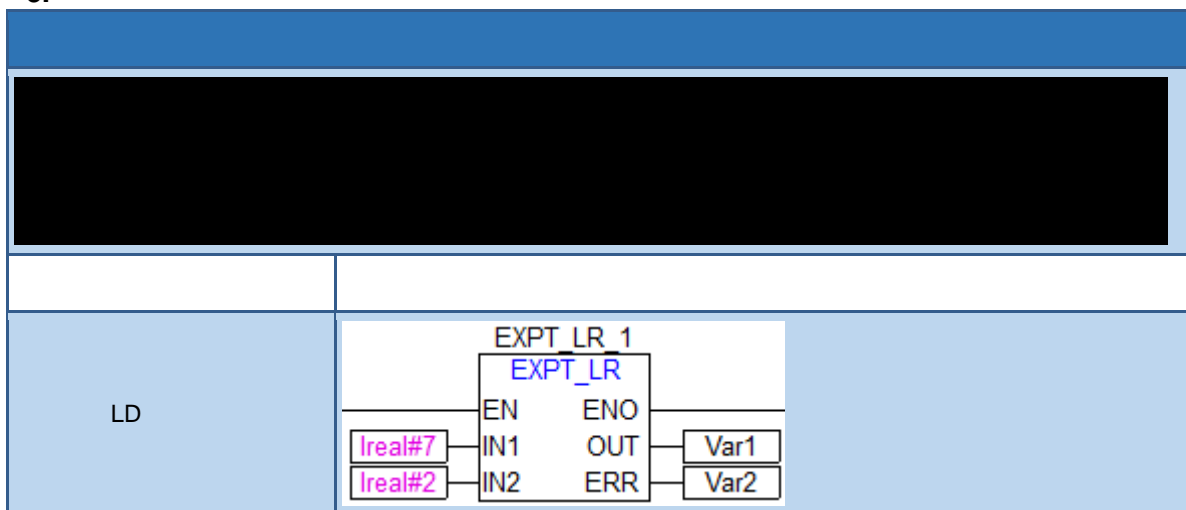 EXPT_LR_1
EXPT_LR
LD
EN ENO
lreal#7 IN1 OUT Var1
lreal#2 IN2 ERR Var2